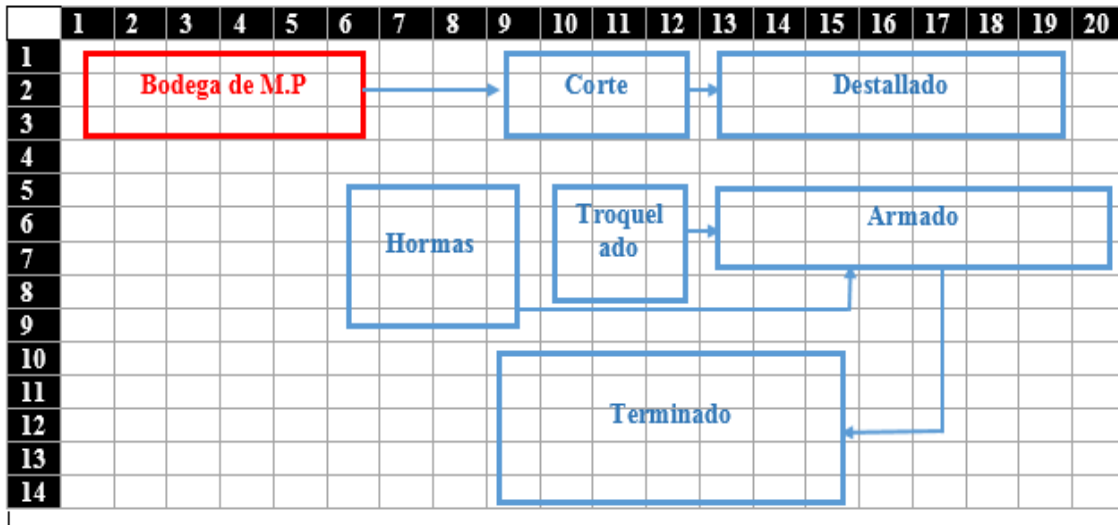 1 2 3 4 5 6 7 8 9 10 11 12 13 14 15 16 17 18 19 20
1
2 Bodega de M.P Corte Destallado
3
4
5
6 Troquel Armado
7 Hormas ado
8
9
10
11
12 Terminado
13
14